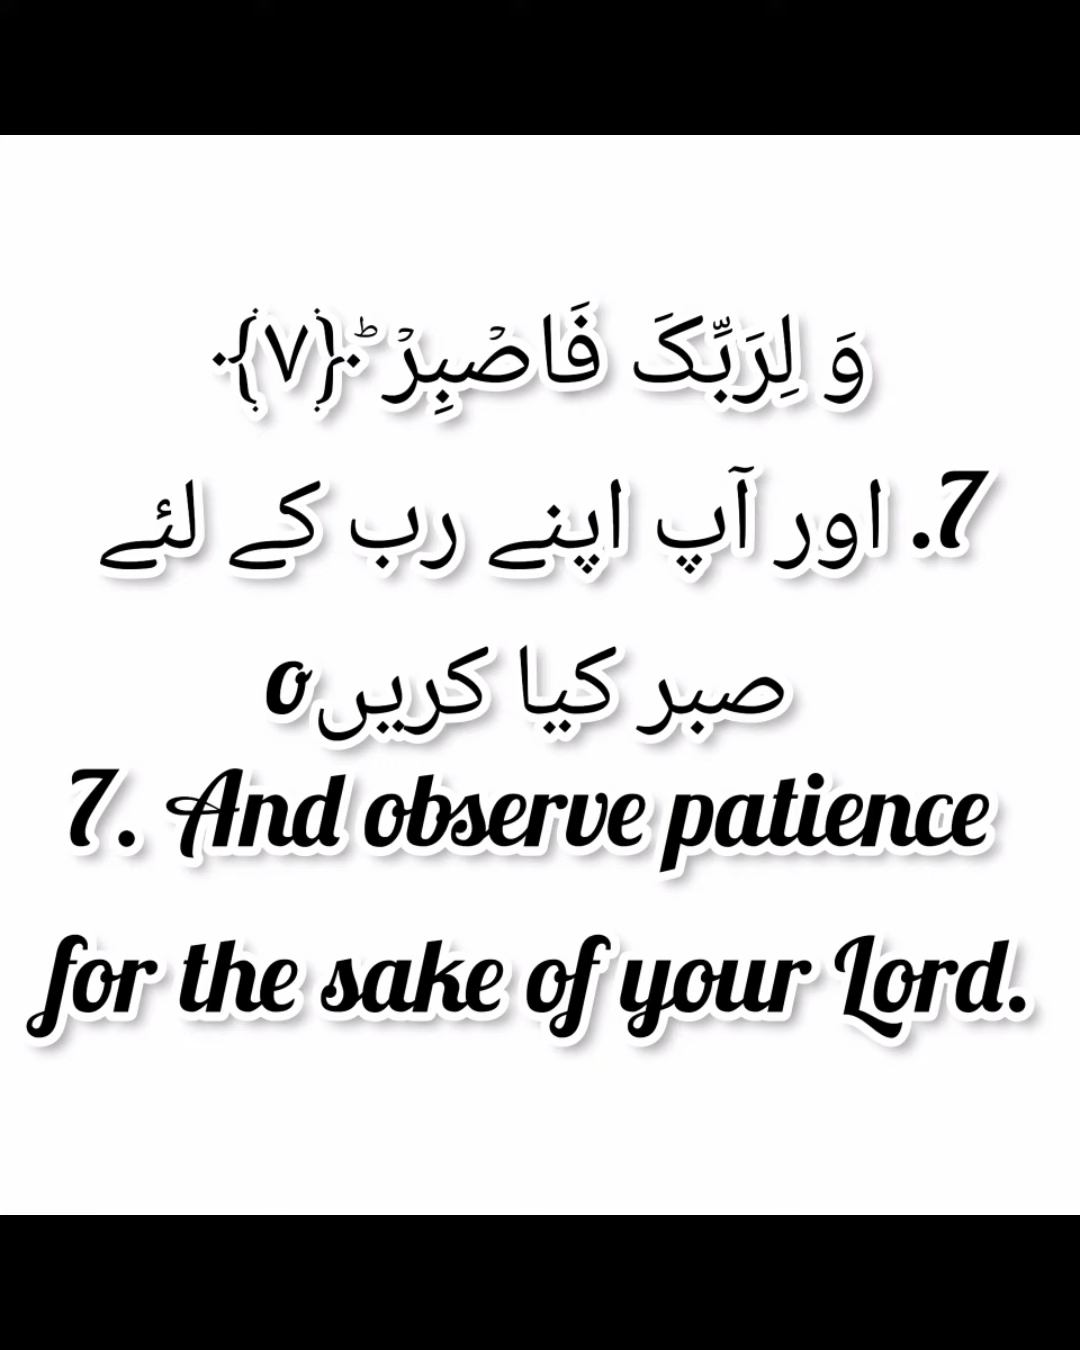 وَ لِرَبِّکَ فَاصۡبِرۡ ؕ﴿۷﴾
7. اور آپ اپنے رب کے لئے
صبر کیا کریںo
7. And observe patience
for the sake of your Lord.